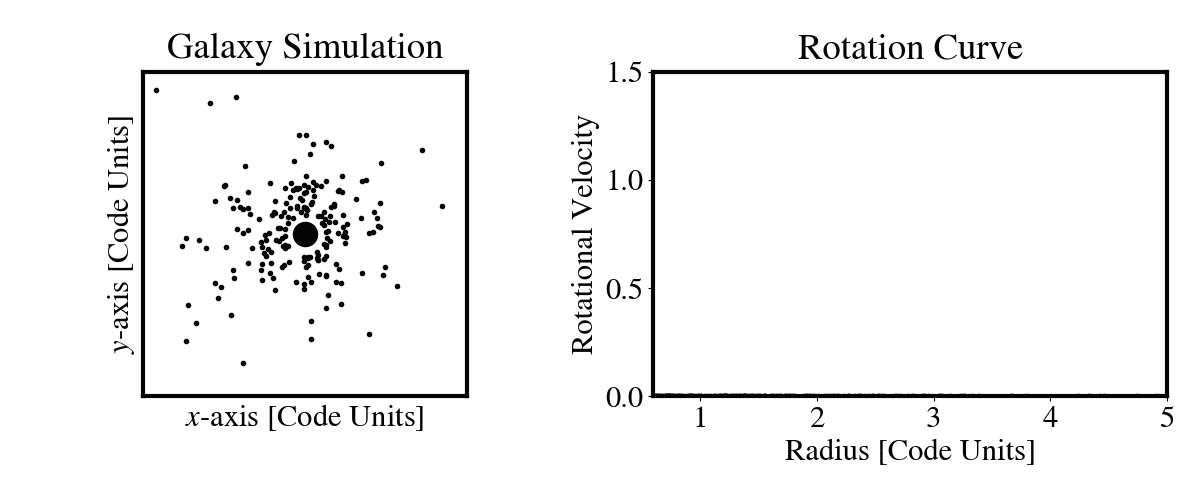 Galaxy Simulation
y-axis [Code Units]
x-axis [Code Units]
Rotation Curve
Rotational Velocity
1.5
1.0
0.5
0.0
1 2 3 4 5
Radius [Code Units]